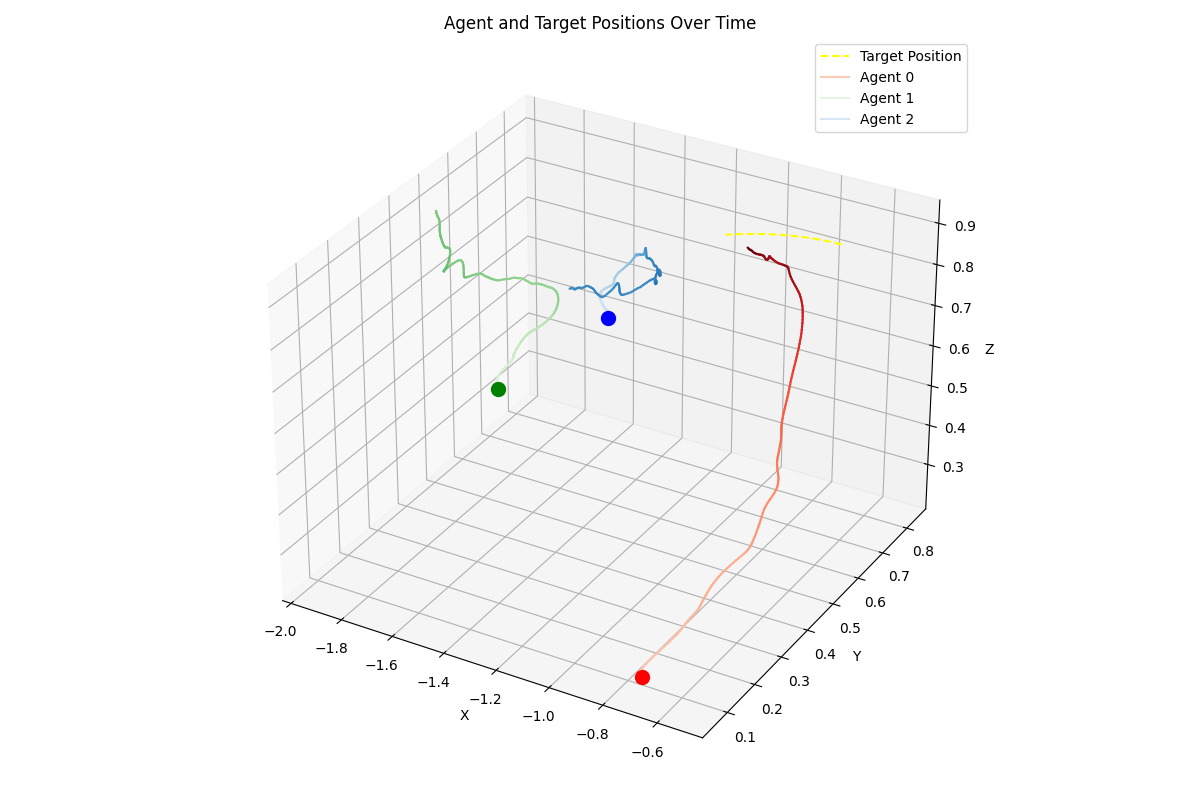 Agent and Target Positions Over Time
Target Position
Agent 0
Agent 1
Agent 2
0.9
0.8
0.7
0.6
0.5
0.4
0.3
Z
0.8
0.7
0.6
0.5
0.4
0.3
0.2
0.1
Y
−2.0
−1.8
−1.6
−1.4
−1.2
−1.0
−0.8
−0.6
X